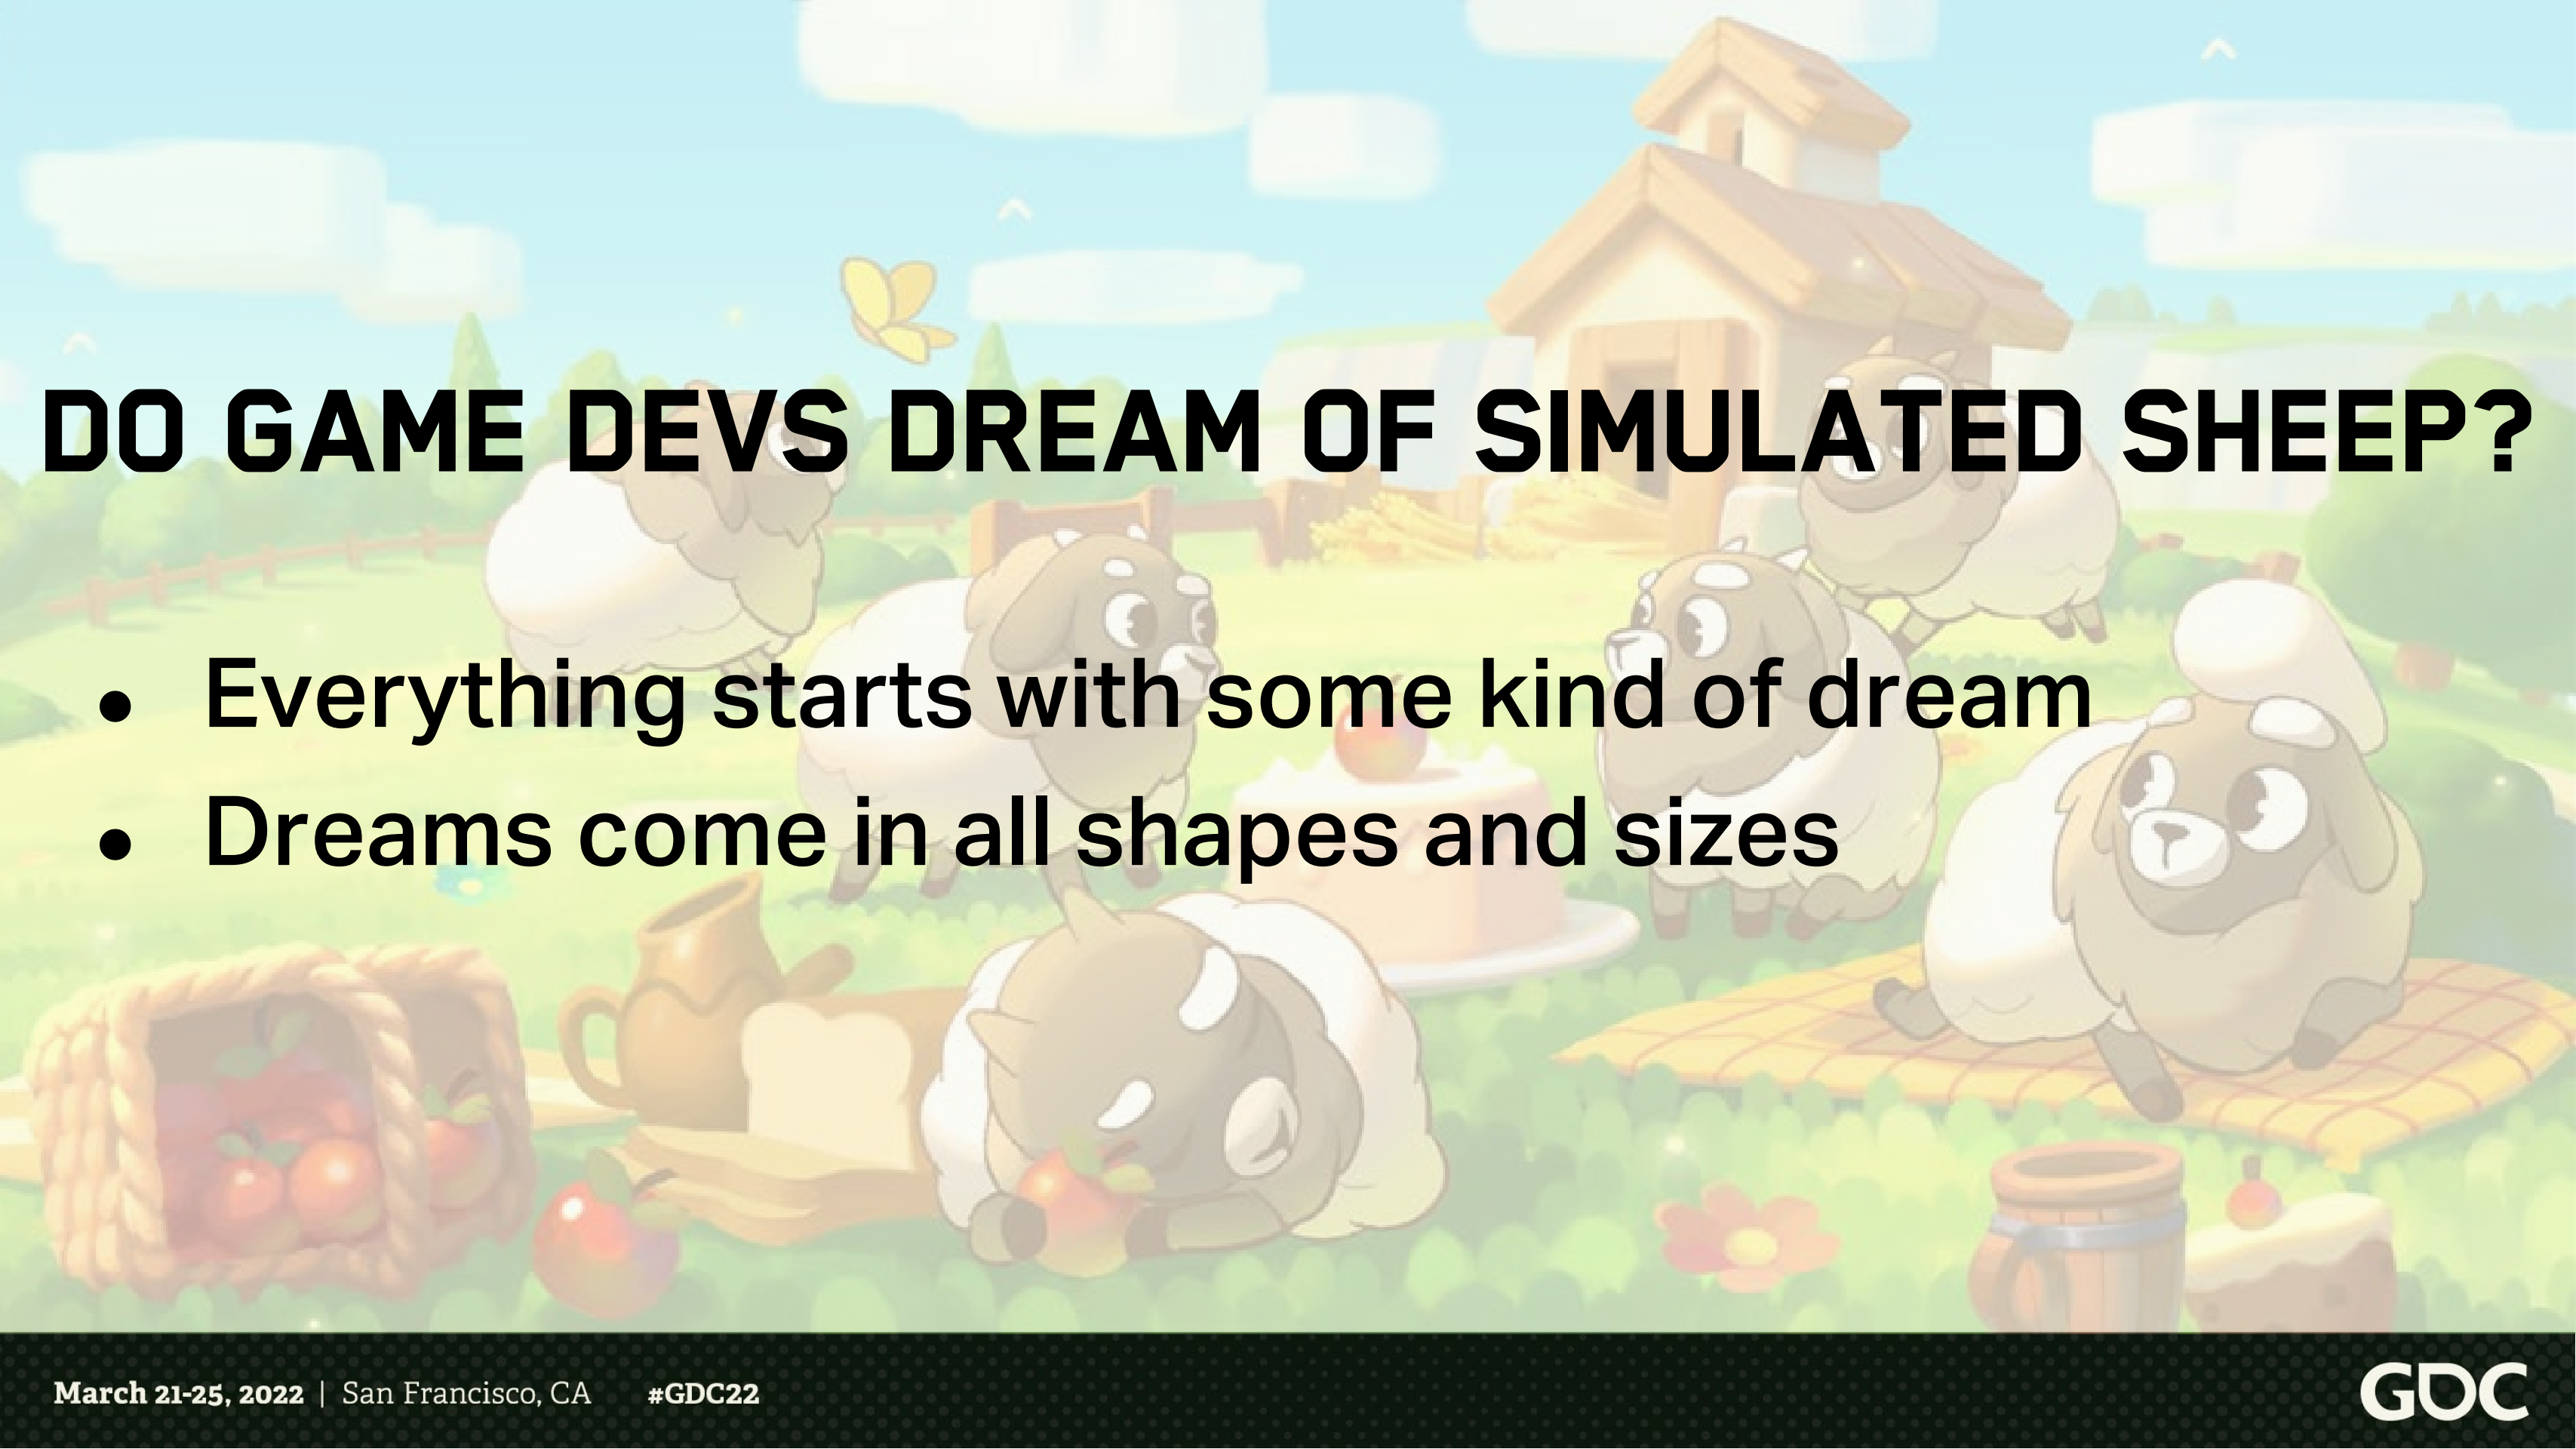 DO GAME DEVS DREAM OF SIMULATED SHEEP?
• Everything starts with some kind of dream
• Dreams come in all shapes and sizes
March 21-25, 2022 | San Francisco, CA #GDC22
GDC